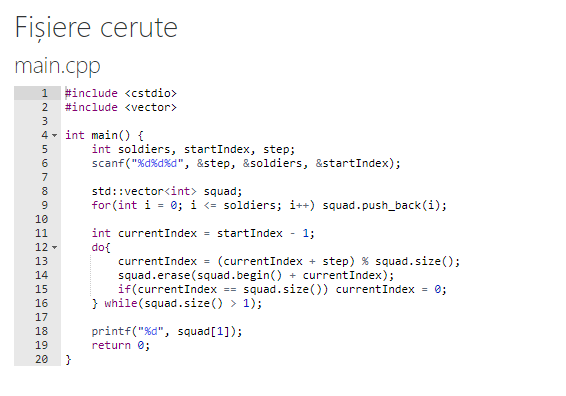 Fișiere cerute
main.cpp
1 #include <cstdio>
2 #include <vector>
3
4 int main() {
5     int soldiers, startIndex, step;
6     scanf("%d%d%d", &step, &soldiers, &startIndex);
7
8     std::vector<int> squad;
9     for(int i = 0; i <= soldiers; i++) squad.push_back(i);
10
11     int currentIndex = startIndex - 1;
12     do{
13         currentIndex = (currentIndex + step) % squad.size();
14         squad.erase(squad.begin() + currentIndex);
15         if(currentIndex == squad.size()) currentIndex = 0;
16     } while(squad.size() > 1);
17
18     printf("%d", squad[1]);
19     return 0;
20 }